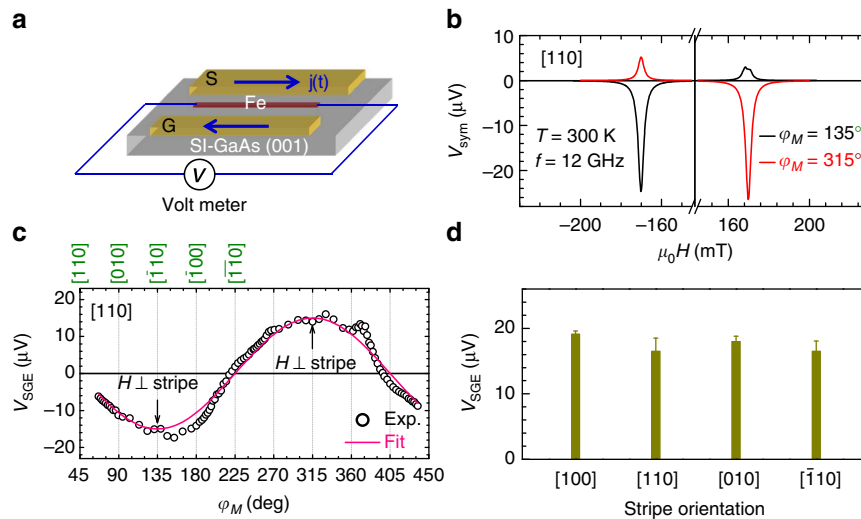 a
S
j(t)
Fe
G
SI-GaAs (001)
V
Volt meter
b
[110]
V_sym (μV)
10
0
−10
−20
T = 300 K
f = 12 GHz
φ_M = 135°
φ_M = 315°
−200 −160 160 200
μ₀H (mT)
c
[110] [010] [1̄10] [1̄00] [1̄1̄0]
[110]
V_SGE (μV)
20
10
0
−10
−20
H ⊥ stripe
H ⊥ stripe
Exp.
Fit
45 90 135 180 225 270 315 360 405 450
φ_M (deg)
d
V_SGE (μV)
20
10
0
[100] [110] [010] [1̄10]
Stripe orientation